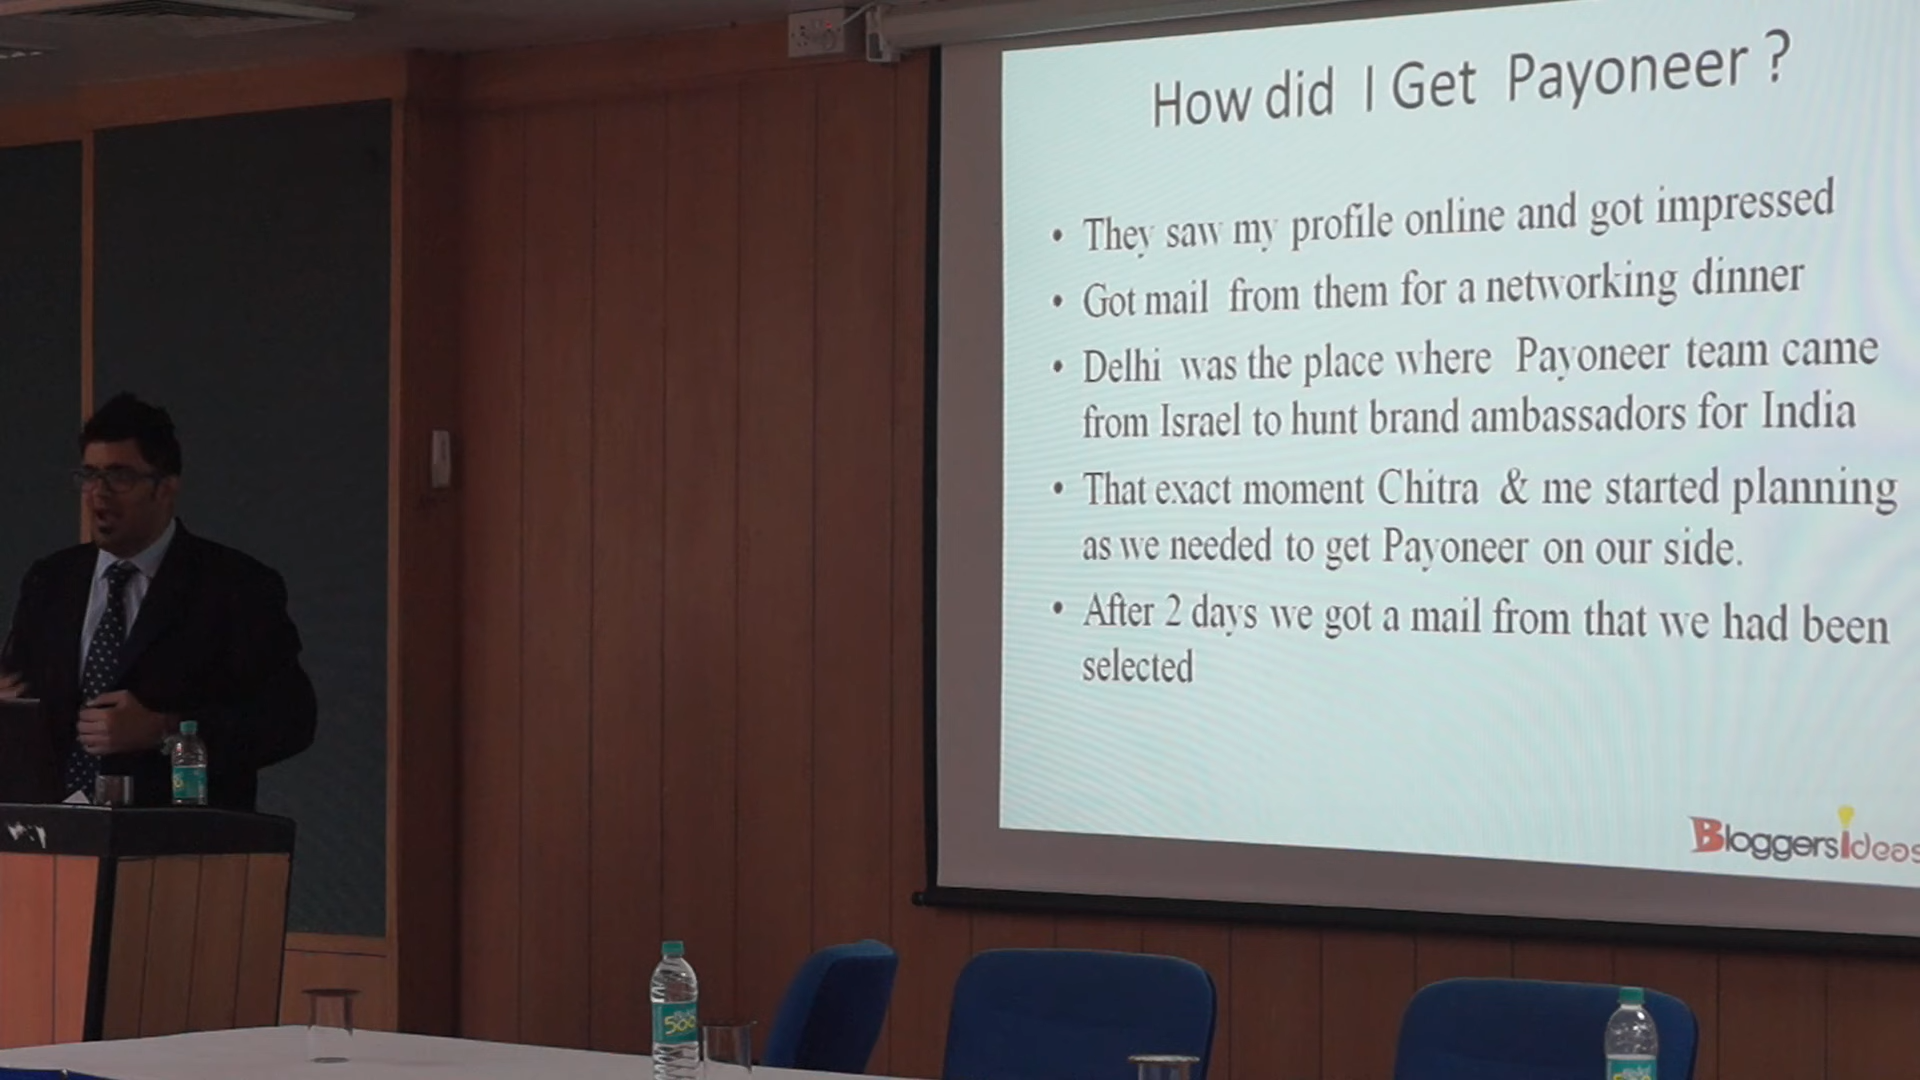 How did I Get Payoneer ?
• They saw my profile online and got impressed
• Got mail from them for a networking dinner
• Delhi was the place where Payoneer team came
from Israel to hunt brand ambassadors for India
• That exact moment Chitra & me started planning
as we needed to get Payoneer on our side.
• After 2 days we got a mail from that we had been
selected
BloggersIdeas
500